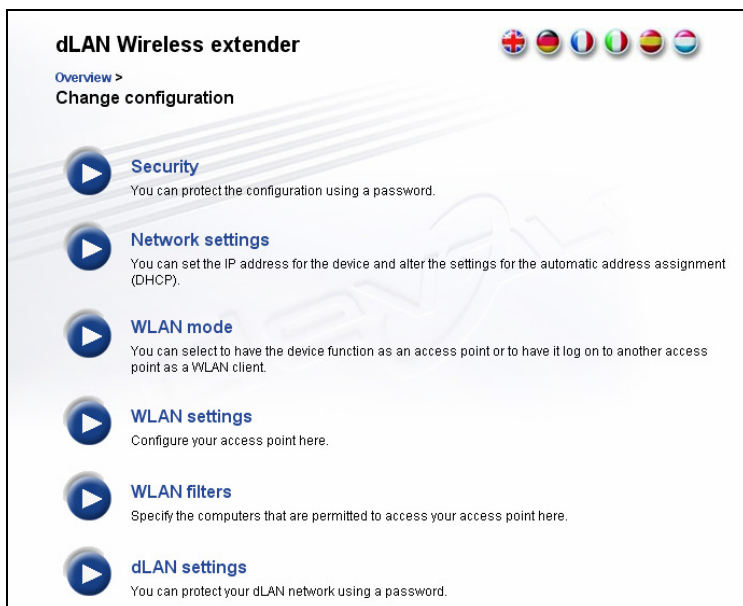 dLAN Wireless extender
Overview >
Change configuration
Security
You can protect the configuration using a password.
Network settings
You can set the IP address for the device and alter the settings for the automatic address assignment
(DHCP).
WLAN mode
You can select to have the device function as an access point or to have it log on to another access
point as a WLAN client.
WLAN settings
Configure your access point here.
WLAN filters
Specify the computers that are permitted to access your access point here.
dLAN settings
You can protect your dLAN network using a password.